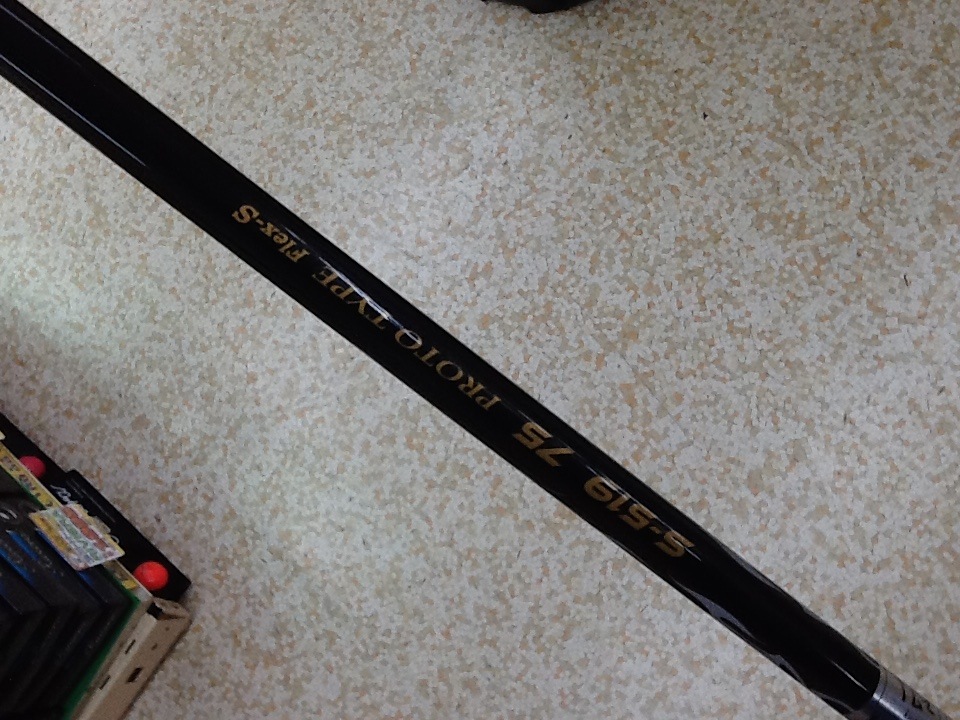 S-519 75 PROTO TYPE Flex-S